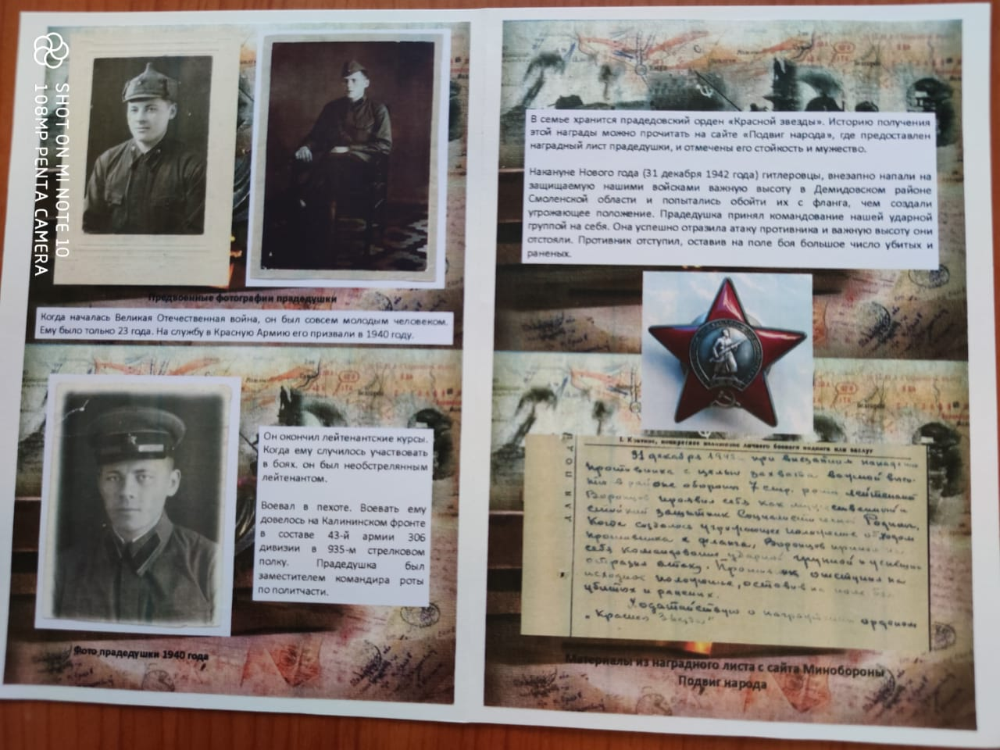 SHOT ON MI NOTE 10
108MP PENTA CAMERA
Предвоенные фотографии прадедушки
Когда началась Великая Отечественная война, он был совсем молодым человеком.
Ему было только 23 года. На службу в Красную Армию его призвали в 1940 году.
Он окончил лейтенантские курсы.
Когда ему случилось участвовать
в боях, он был необстрелянным
лейтенантом.
Воевал в пехоте. Воевать ему
довелось на Калининском фронте
в составе 43-й армии 306
дивизии в 935-м стрелковом
полку. Прадедушка был
заместителем командира роты
по политчасти.
Фото прадедушки 1940 года
В семье хранится прадедовский орден «Красной звезды». Историю получения
этой награды можно прочитать на сайте «Подвиг народа», где предоставлен
наградный лист прадедушки, и отмечены его стойкость и мужество.
Накануне Нового года (31 декабря 1942 года) гитлеровцы, внезапно напали на
защищаемую нашими войсками важную высоту в Демидовском районе
Смоленской области и попытались обойти их с фланга, чем создали
угрожающее положение. Прадедушка принял командование нашей ударной
группой на себя. Она успешно отразила атаку противника и важную высоту они
отстояли. Противник отступил, оставив на поле боя большое число убитых и
раненых.
I. Краткое, конкретное изложение личного боевого подвига или заслуг
31 декабря при внезапном нападении
противника с целью захвата важной высо-
ты в районе обороны 7 стр. роты лейтенант
Воронцов проявил себя как мужественный и
стойкий защитник Социалистической Родины.
Когда создалось угрожающее положение обходом
противника с фланга, Воронцов принял на
себя командование ударной группой и успешно
отразил атаку. Противник отступил на
исходное положение, оставив на поле боя
убитых и раненых.
Ходатайствую о награждении орденом
„Красная Звезда"
Материалы из наградного листа с сайта Минобороны
Подвиг народа